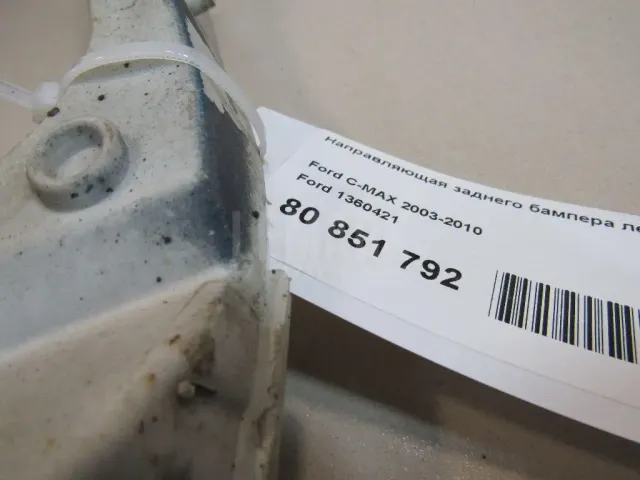 Направляющая заднего бампера ле
Ford C-MAX 2003-2010
Ford 1360421
80 851 792